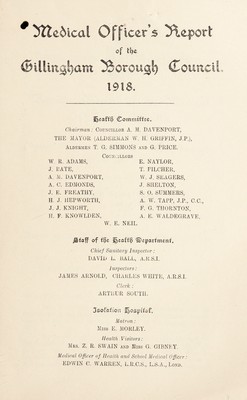 Medical Officer's Report
of the
Gillingham Borough Council.
1918.
Health Committee.
Chairman: Councillor A. M. DAVENPORT,
THE MAYOR (ALDERMAN W. H. GRIFFIN, J.P.),
Aldermen T. G. SIMMONS and G. PRICE.
Councillors
W. R. ADAMS, E. NAYLOR,
J. BATE, T. PILCHER,
A. B. DAVENPORT, W. J. SEAGERS,
A. C. EDMONDS, J. SHELTON,
J. E. FREATHY, S. O. SUMMERS,
H. J. HEPWORTH, A. W. TAPP, J.P., C.C.,
J. J. KNIGHT, F. G. THORNTON,
H. F. KNOWLDEN, A. E. WALDEGRAVE,
W. E. NEIL.
Staff of the Health Department.
Chief Sanitary Inspector:
DAVID L. BALL, A.R.S.I.
Inspectors:
JAMES ARNOLD, CHARLES WHITE, A.R.S.I.
Clerk:
ARTHUR SOUTH.
Isolation Hospital.
Matron:
Miss E. BORLEY.
Health Visitors:
Mrs. Z. B. SWAIN and Miss G. GIBNEY.
Medical Officer of Health and School Medical Officer:
EDWIN C. WARREN, L.R.C.S., L.S.A., Lond.